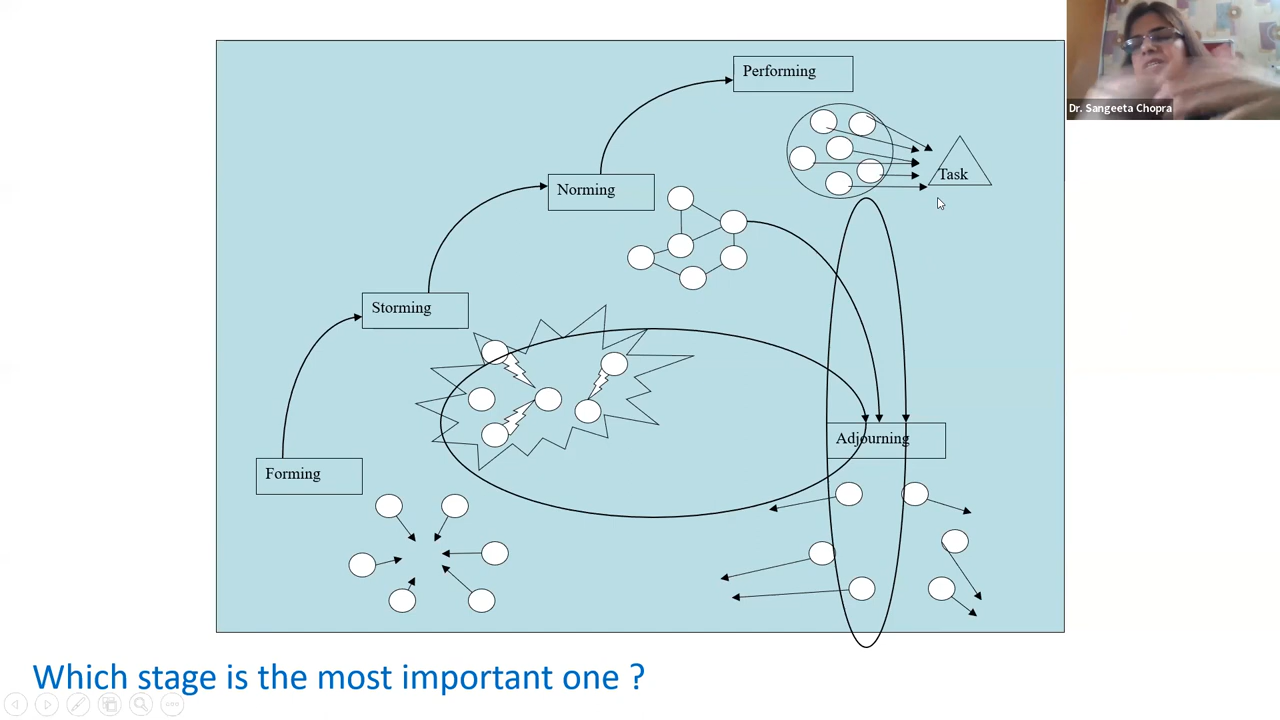 Performing
Dr. Sangeeta Chopra
Task
Norming
Storming
Adjourning
Forming
Which stage is the most important one ?